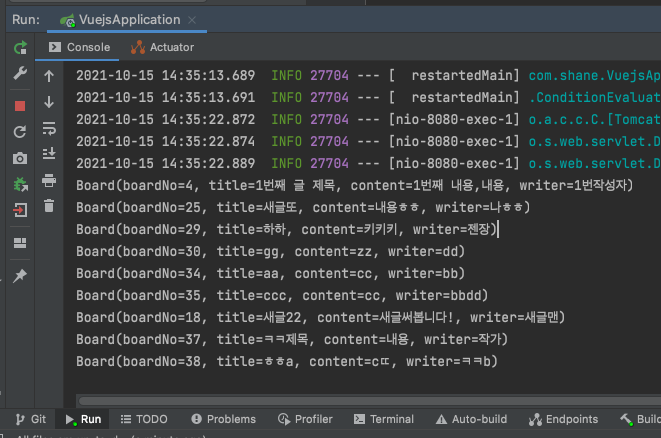 Run: VuejsApplication ×
Console Actuator
2021-10-15 14:35:13.689 INFO 27704 --- [ restartedMain] com.shane.VuejsAp
2021-10-15 14:35:13.691 INFO 27704 --- [ restartedMain] .ConditionEvaluat
2021-10-15 14:35:22.872 INFO 27704 --- [nio-8080-exec-1] o.a.c.c.C.[Tomcat
2021-10-15 14:35:22.874 INFO 27704 --- [nio-8080-exec-1] o.s.web.servlet.D
2021-10-15 14:35:22.889 INFO 27704 --- [nio-8080-exec-1] o.s.web.servlet.D
Board(boardNo=4, title=1번째 글 제목, content=1번째 내용,내용, writer=1번작성자)
Board(boardNo=25, title=새글또, content=내용ㅎㅎ, writer=나ㅎㅎ)
Board(boardNo=29, title=하하, content=키키키, writer=젠장)
Board(boardNo=30, title=gg, content=zz, writer=dd)
Board(boardNo=34, title=aa, content=cc, writer=bb)
Board(boardNo=35, title=ccc, content=cc, writer=bbdd)
Board(boardNo=18, title=새글22, content=새글써봅니다!, writer=새글맨)
Board(boardNo=37, title=ㅋㅋ제목, content=내용, writer=작가)
Board(boardNo=38, title=ㅎㅎa, content=cㄸ, writer=ㅋㅋb)
Git Run TODO Problems Profiler Terminal Auto-build Endpoints Build